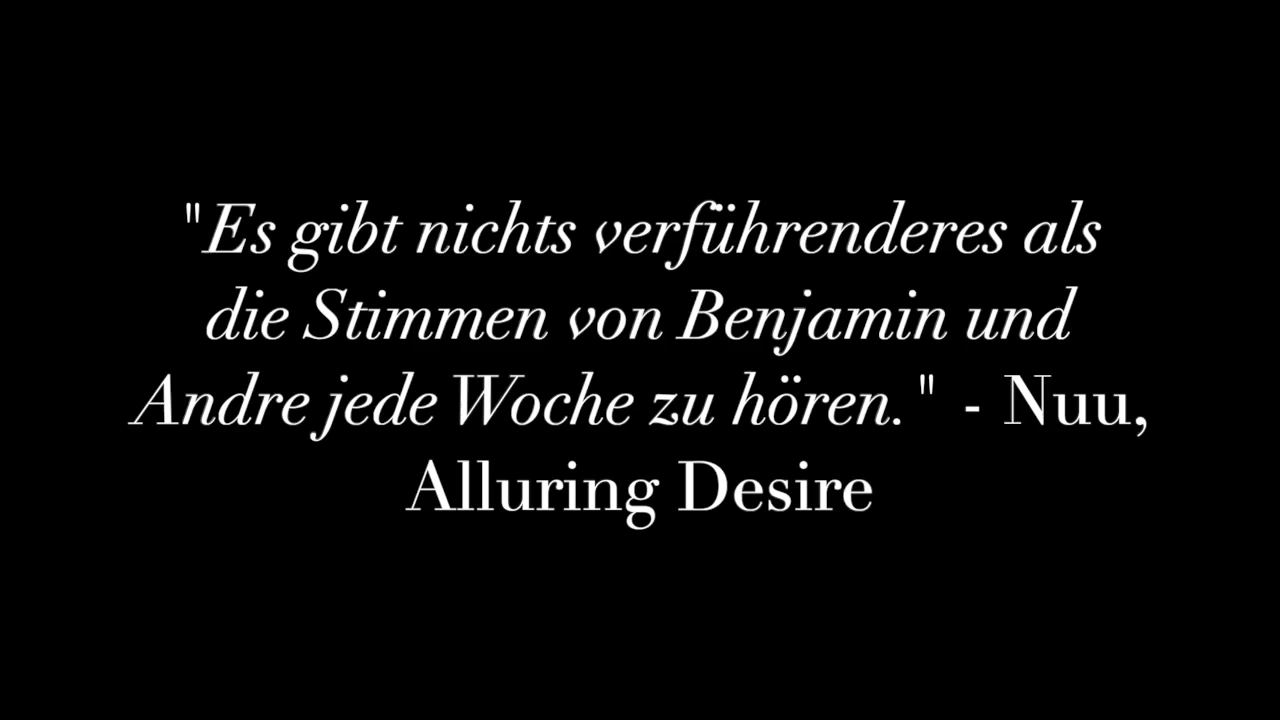 "Es gibt nichts verführenderes als
die Stimmen von Benjamin und
Andre jede Woche zu hören." - Nuu,
Alluring Desire